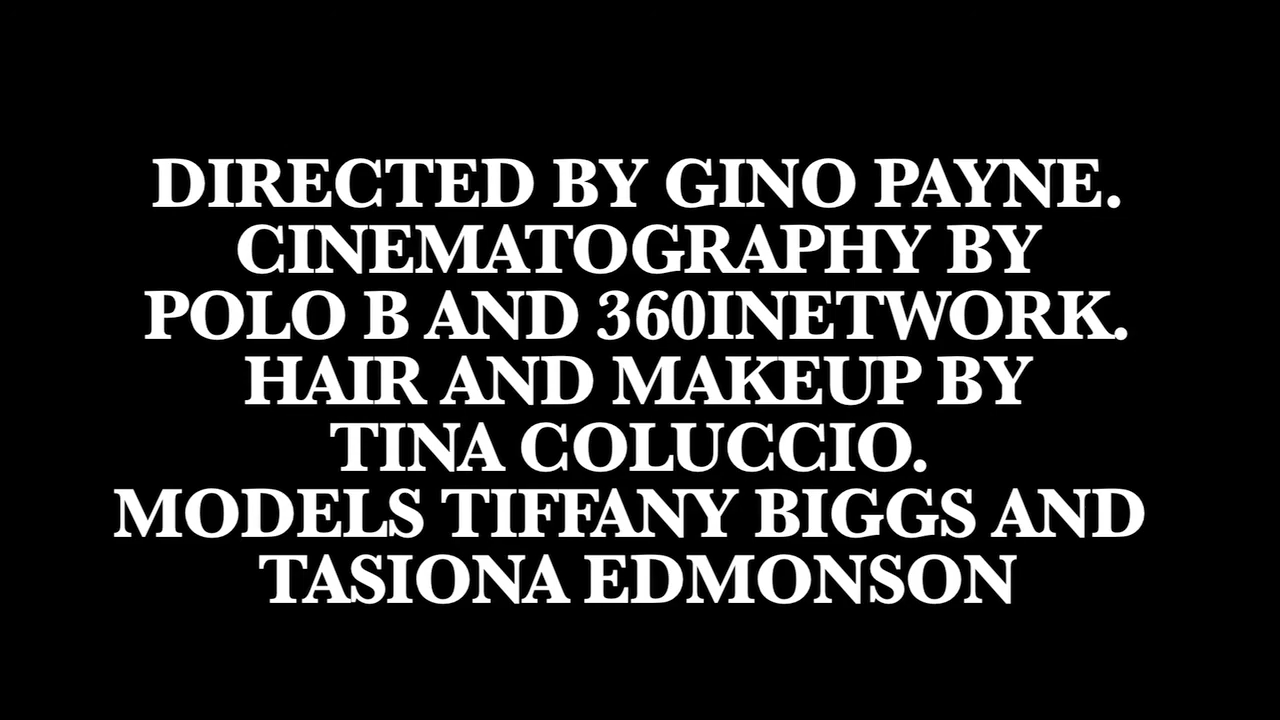 DIRECTED BY GINO PAYNE.
CINEMATOGRAPHY BY
POLO B AND 360INETWORK.
HAIR AND MAKEUP BY
TINA COLUCCIO.
MODELS TIFFANY BIGGS AND
TASIONA EDMONSON